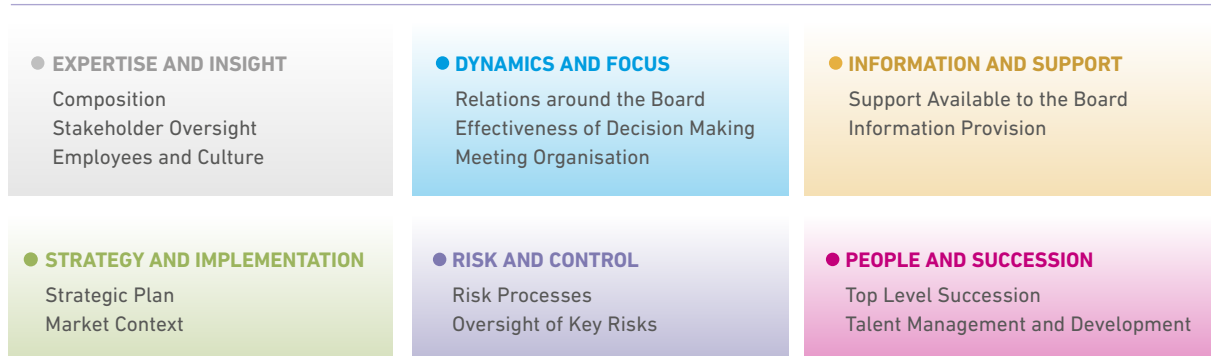 EXPERTISE AND INSIGHT
Composition
Stakeholder Oversight
Employees and Culture
DYNAMICS AND FOCUS
Relations around the Board
Effectiveness of Decision Making
Meeting Organisation
INFORMATION AND SUPPORT
Support Available to the Board
Information Provision
STRATEGY AND IMPLEMENTATION
Strategic Plan
Market Context
RISK AND CONTROL
Risk Processes
Oversight of Key Risks
PEOPLE AND SUCCESSION
Top Level Succession
Talent Management and Development